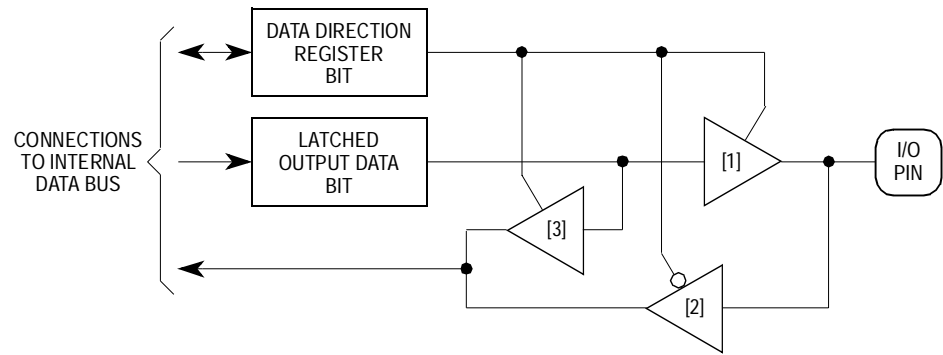 DATA DIRECTION
REGISTER
BIT
CONNECTIONS
TO INTERNAL
DATA BUS
LATCHED
OUTPUT DATA
BIT
[1]
I/O
PIN
[3]
[2]